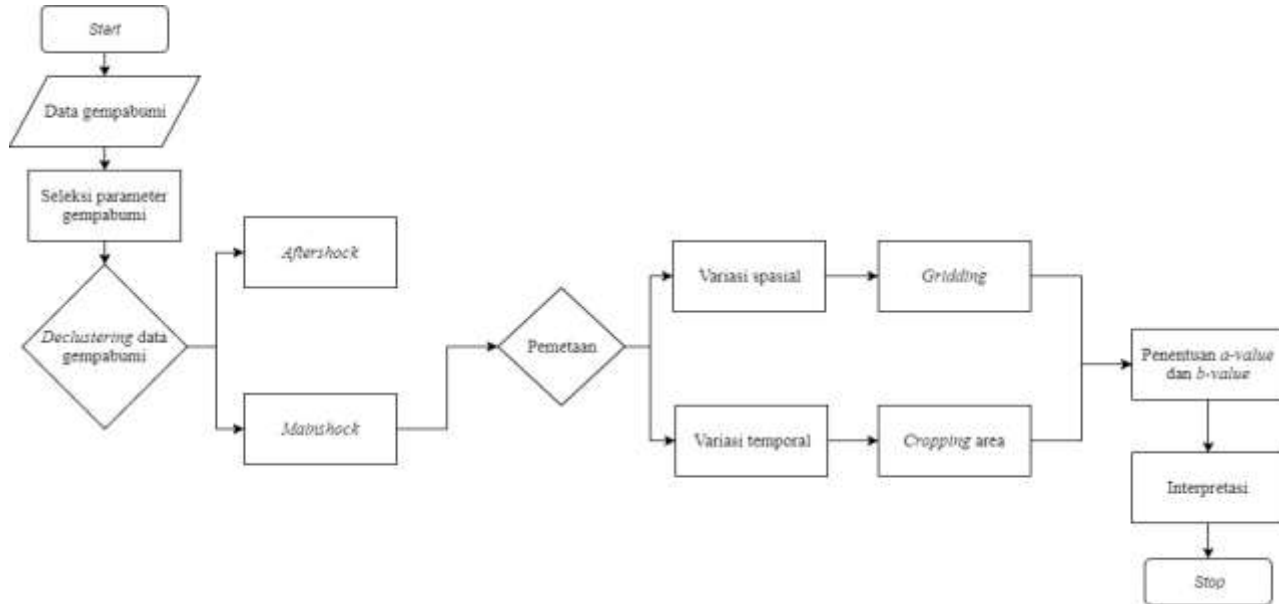 Start
Data gempabumi
Seleksi parameter
gempabumi
Declustering data
gempabumi
Aftershock
Mainshock
Pemetaan
Variasi spasial
Gridding
Variasi temporal
Cropping area
Penentuan a-value
dan b-value
Interpretasi
Stop